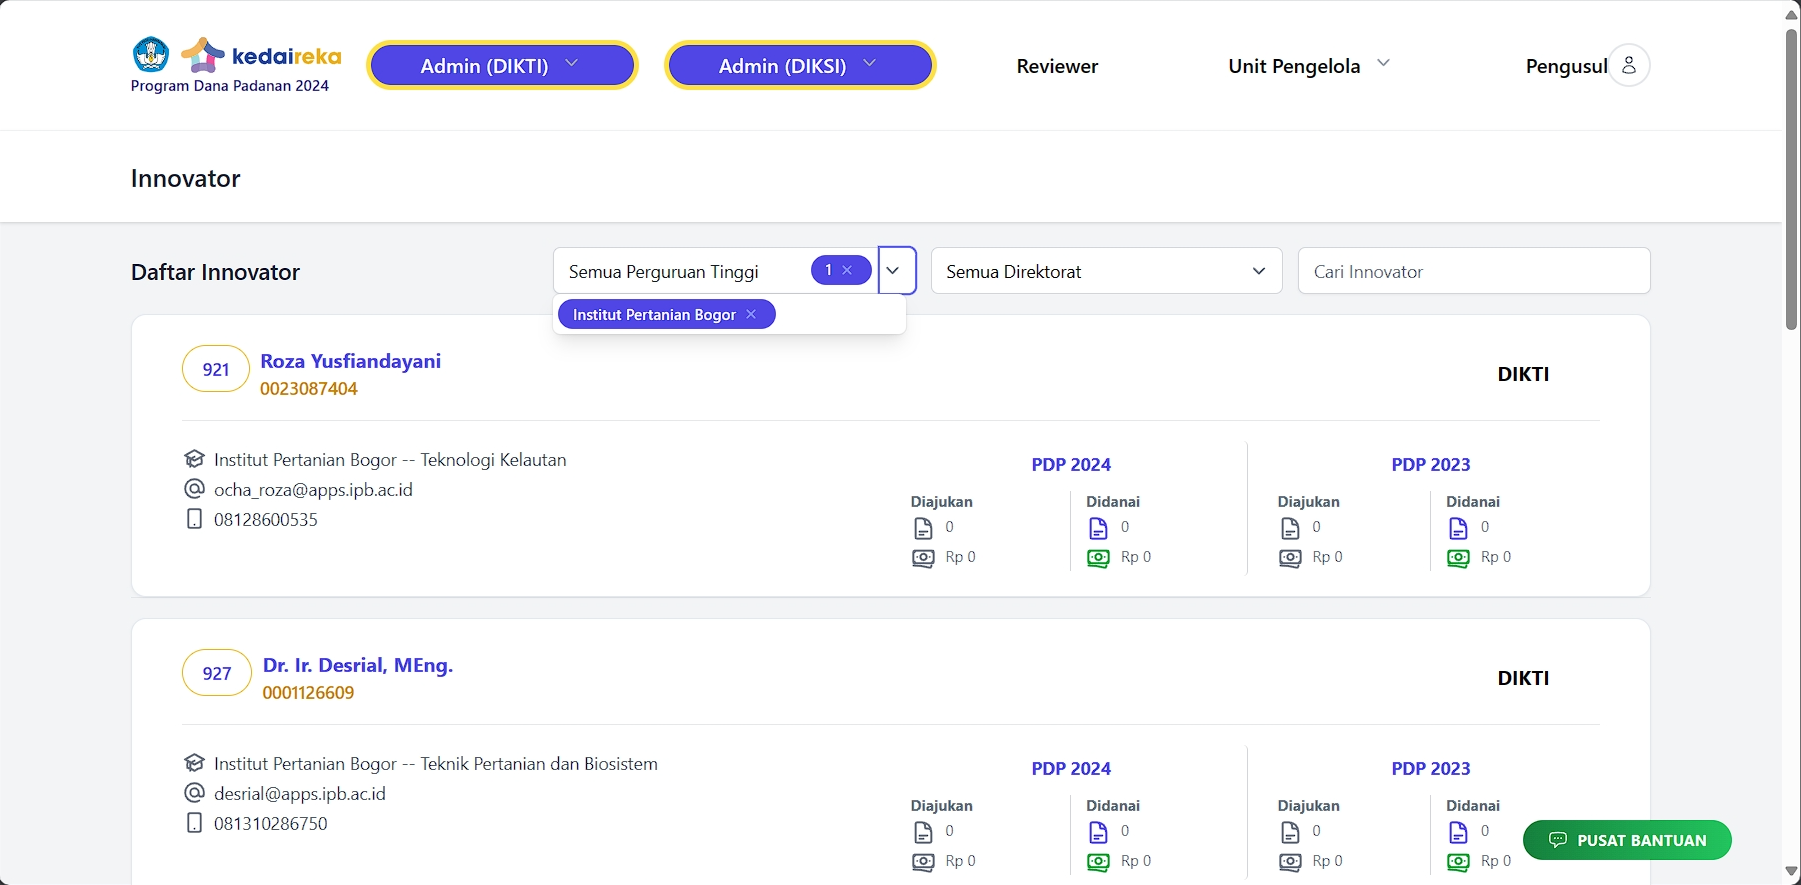 kedaireka
Program Dana Padanan 2024
Admin (DIKTI)
Admin (DIKSI)
Reviewer
Unit Pengelola
Pengusul
Innovator
Daftar Innovator
Semua Perguruan Tinggi
1
Semua Direktorat
Cari Innovator
Institut Pertanian Bogor
921
Roza Yusfiandayani
0023087404
DIKTI
Institut Pertanian Bogor -- Teknologi Kelautan
ocha_roza@apps.ipb.ac.id
08128600535
PDP 2024
Diajukan
0
Rp 0
Didanai
0
Rp 0
PDP 2023
Diajukan
0
Rp 0
Didanai
0
Rp 0
927
Dr. Ir. Desrial, MEng.
0001126609
DIKTI
Institut Pertanian Bogor -- Teknik Pertanian dan Biosistem
desrial@apps.ipb.ac.id
081310286750
PDP 2024
Diajukan
0
Rp 0
Didanai
0
Rp 0
PDP 2023
Diajukan
0
Rp 0
Didanai
0
Rp 0
PUSAT BANTUAN